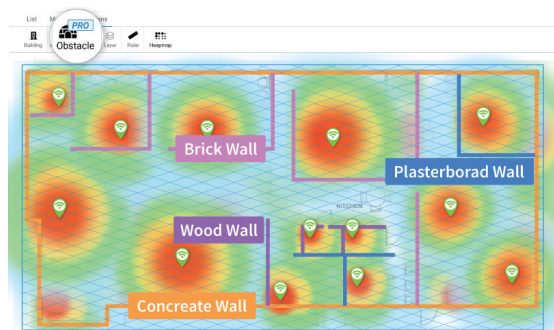 List
PRO
Obstacle
Building
Layer
Ruler
Heapmap
Brick Wall
Plasterborad Wall
KITCHEN
Wood Wall
Concreate Wall